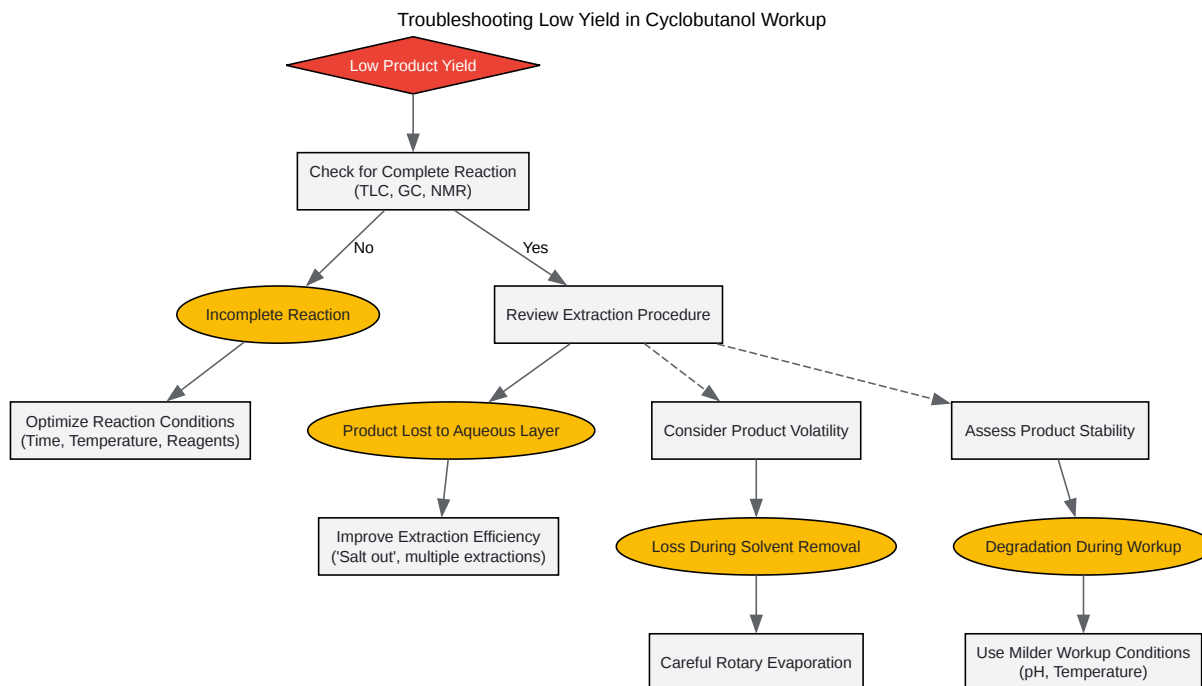 Troubleshooting Low Yield in Cyclobutanol Workup
Low Product Yield
Check for Complete Reaction
(TLC, GC, NMR)
No
Yes
Incomplete Reaction
Review Extraction Procedure
Optimize Reaction Conditions
(Time, Temperature, Reagents)
Product Lost to Aqueous Layer
Consider Product Volatility
Assess Product Stability
Improve Extraction Efficiency
('Salt out', multiple extractions)
Loss During Solvent Removal
Degradation During Workup
Careful Rotary Evaporation
Use Milder Workup Conditions
(pH, Temperature)